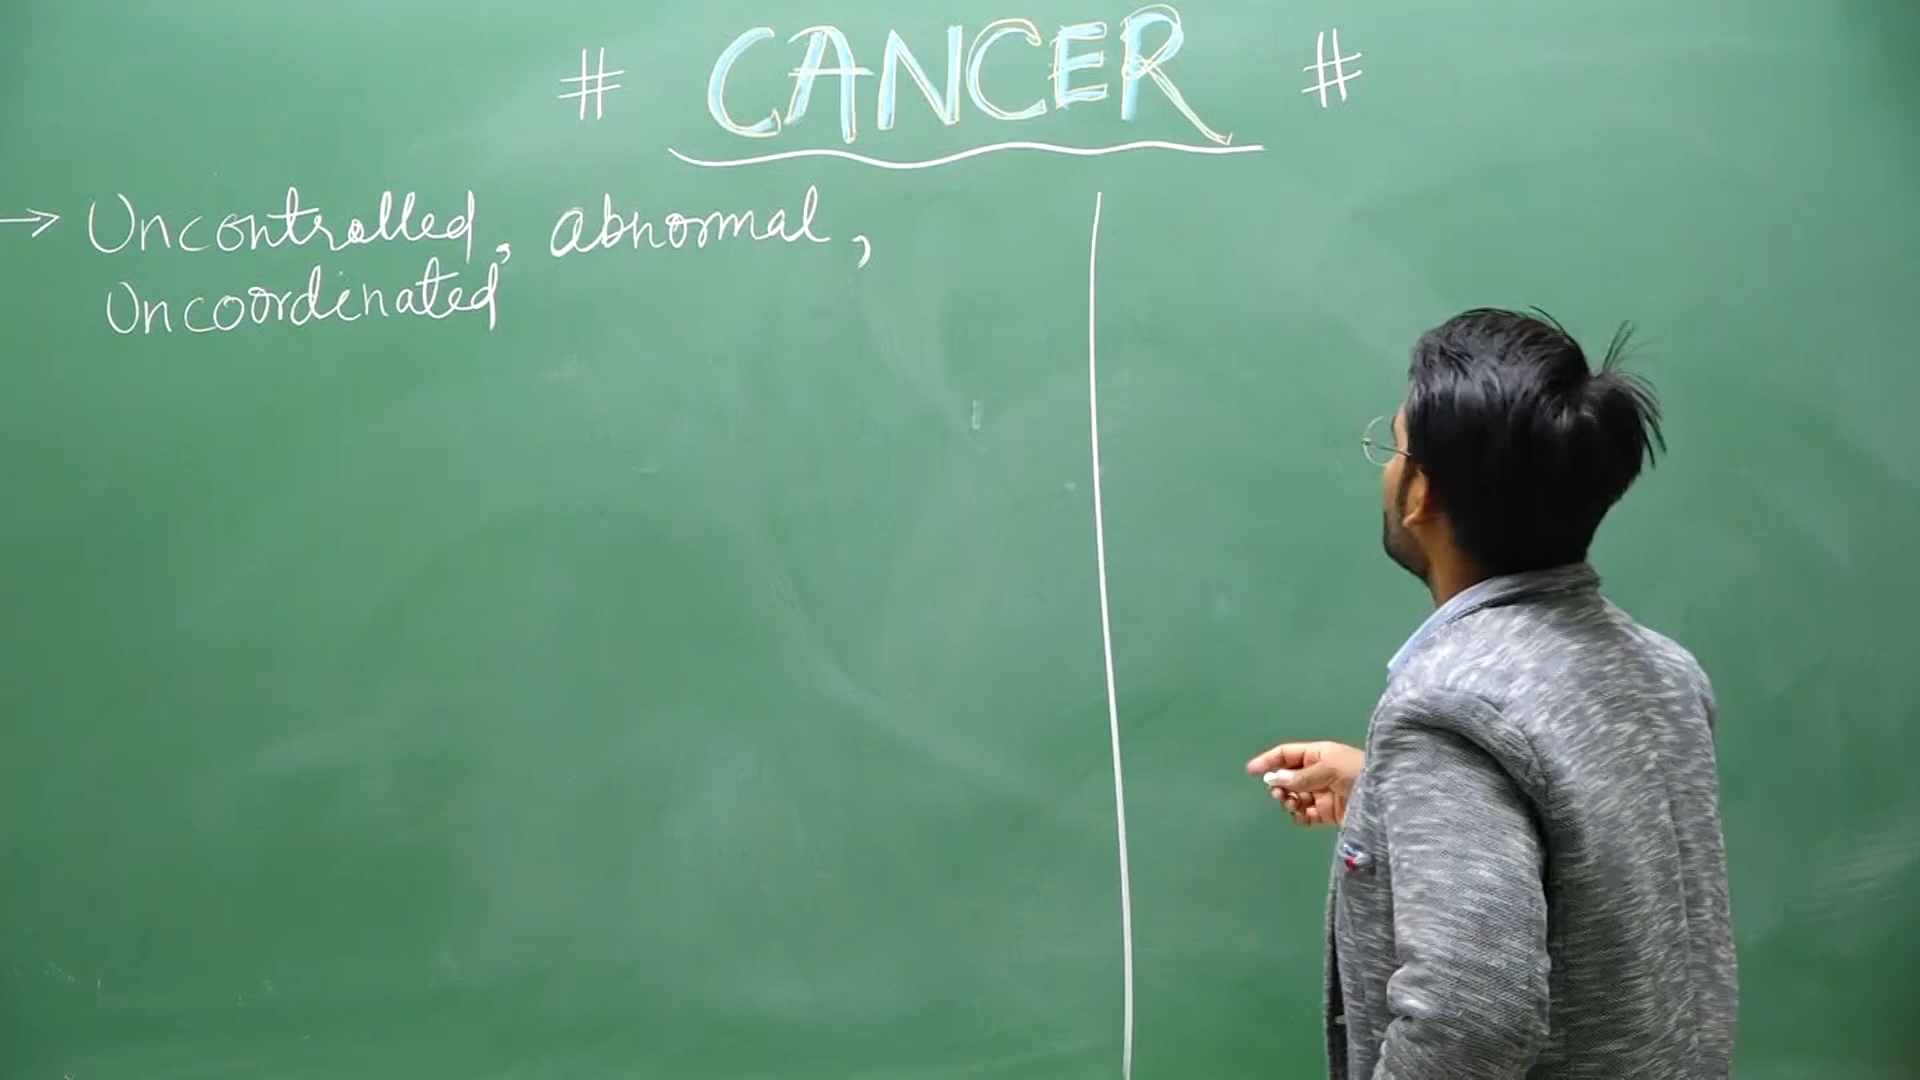 # CANCER #
→ Uncontrolled, abnormal,
Uncoordinated